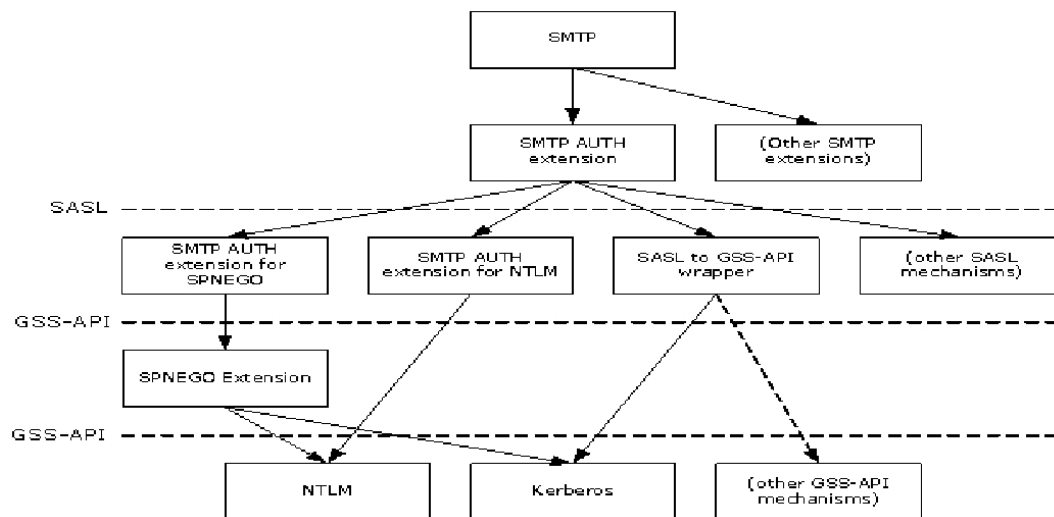 SMTP
SMTP AUTH
extension
(Other SMTP
extensions)
SASL
SMTP AUTH
extension for
SPNEGO
SMTP AUTH
extension for NTLM
SASL to GSS-API
wrapper
(other SASL
mechanisms)
GSS-API
SPNEGO Extension
GSS-API
NTLM
Kerberos
(other GSS-API
mechanisms)